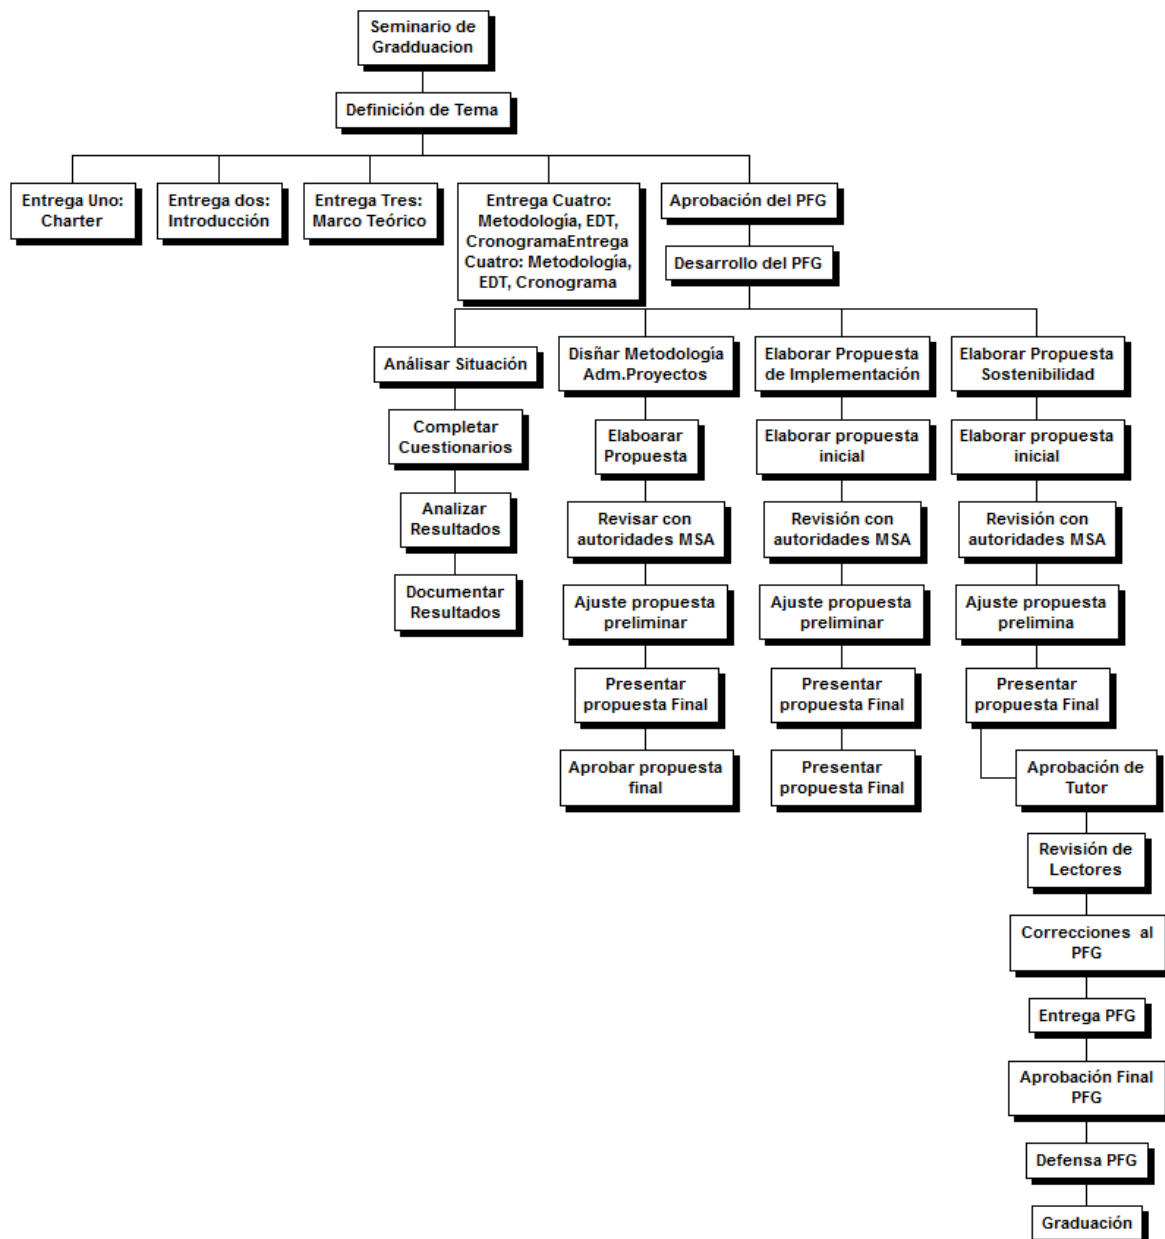 Seminario de
Gradduacion
Definición de Tema
Entrega Uno:
Charter
Entrega dos:
Introducción
Entrega Tres:
Marco Teórico
Entrega Cuatro:
Metodología, EDT,
CronogramaEntrega
Cuatro: Metodología,
EDT, Cronograma
Aprobación del PFG
Desarrollo del PFG
Análisar Situación
Completar
Cuestionarios
Analizar
Resultados
Documentar
Resultados
Disñar Metodología
Adm.Proyectos
Elaboarar
Propuesta
Revisar con
autoridades MSA
Ajuste propuesta
preliminar
Presentar
propuesta Final
Aprobar propuesta
final
Elaborar Propuesta
de Implementación
Elaborar propuesta
inicial
Revisión con
autoridades MSA
Ajuste propuesta
preliminar
Presentar
propuesta Final
Presentar
propuesta Final
Elaborar Propuesta
Sostenibilidad
Elaborar propuesta
inicial
Revisión con
autoridades MSA
Ajuste propuesta
prelimina
Presentar
propuesta Final
Aprobación de
Tutor
Revisión de
Lectores
Correcciones al
PFG
Entrega PFG
Aprobación Final
PFG
Defensa PFG
Graduación